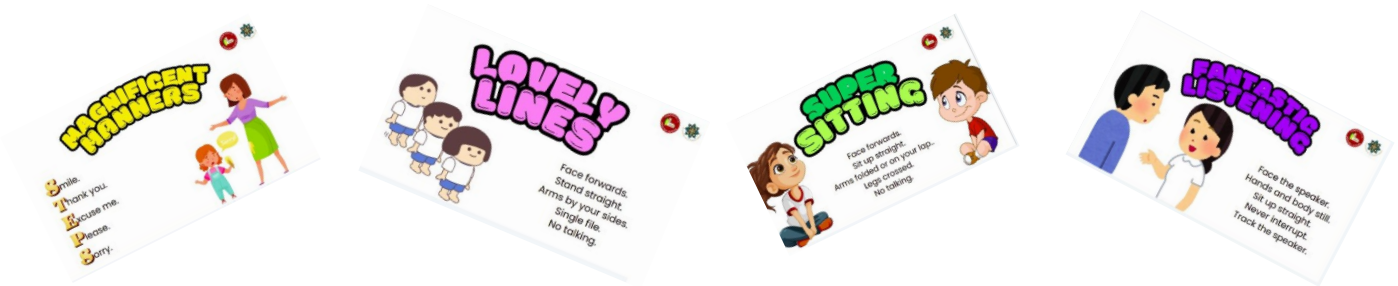 MAGNIFICENT
MANNERS
Smile.
Thank you.
Excuse me.
Please.
Sorry.
LOVELY
LINES
Face forwards.
Stand straight.
Arms by your sides.
Single file.
No talking.
SUPER
SITTING
Face forwards.
Sit up straight.
Arms folded or on your lap..
Legs crossed.
No talking.
FANTASTIC
LISTENING
Face the speaker.
Hands and body still.
Sit up straight.
Never interrupt.
Track the speaker.